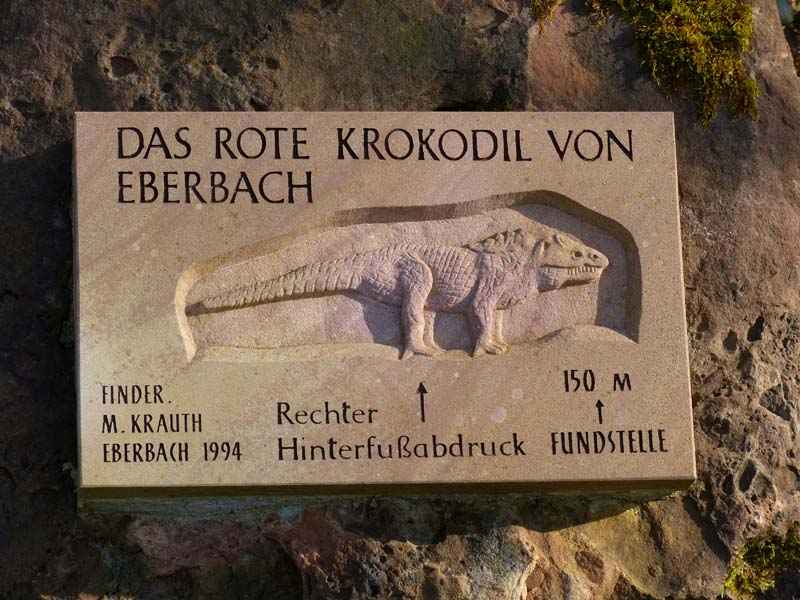 DAS ROTE KROKODIL VON
EBERBACH
FINDER.
M. KRAUTH
EBERBACH 1994
Rechter ↑
Hinterfußabdruck
150 M
↑
FUNDSTELLE